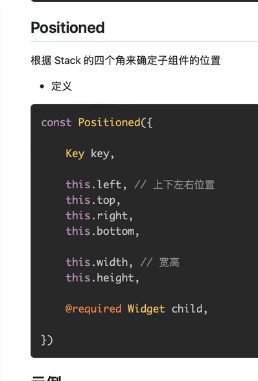 Positioned
根据 Stack 的四个角来确定子组件的位置
• 定义
const Positioned({
Key key,
this.left, // 上下左右位置
this.top,
this.right,
this.bottom,
this.width, // 宽高
this.height,
@required Widget child,
})